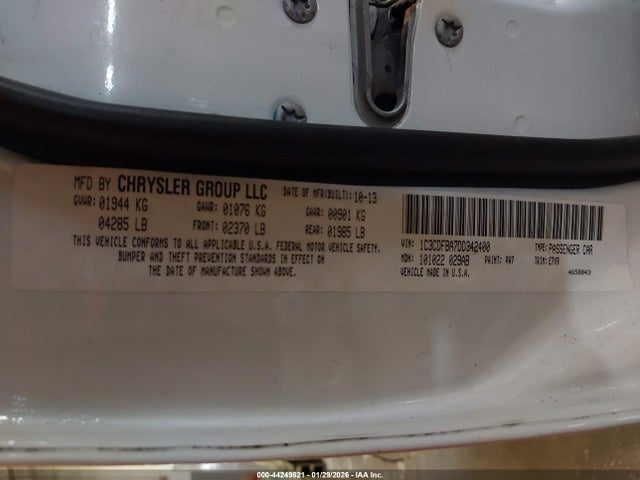 MFD BY CHRYSLER GROUP LLC DATE OF MFR(BUILT): 10-13
GVWR: 01944 KG GAWR: 01076 KG GAWR: 00901 KG
04285 LB FRONT: 02370 LB REAR: 01985 LB
THIS VEHICLE CONFORMS TO ALL APPLICABLE U.S.A. FEDERAL MOTOR VEHICLE SAFETY,
BUMPER AND THEFT PREVENTION STANDARDS IN EFFECT ON
THE DATE OF MANUFACTURE SHOWN ABOVE.
VIN: 1C3CDFBA7DD342400 TYPE: PASSENGER CAR
MDH: 101022 029AB PAINT: PW7 TRIM: E7X9
VEHICLE MADE IN U.S.A. 4658843
000-44249821 - 01/29/2026 - IAA Inc.